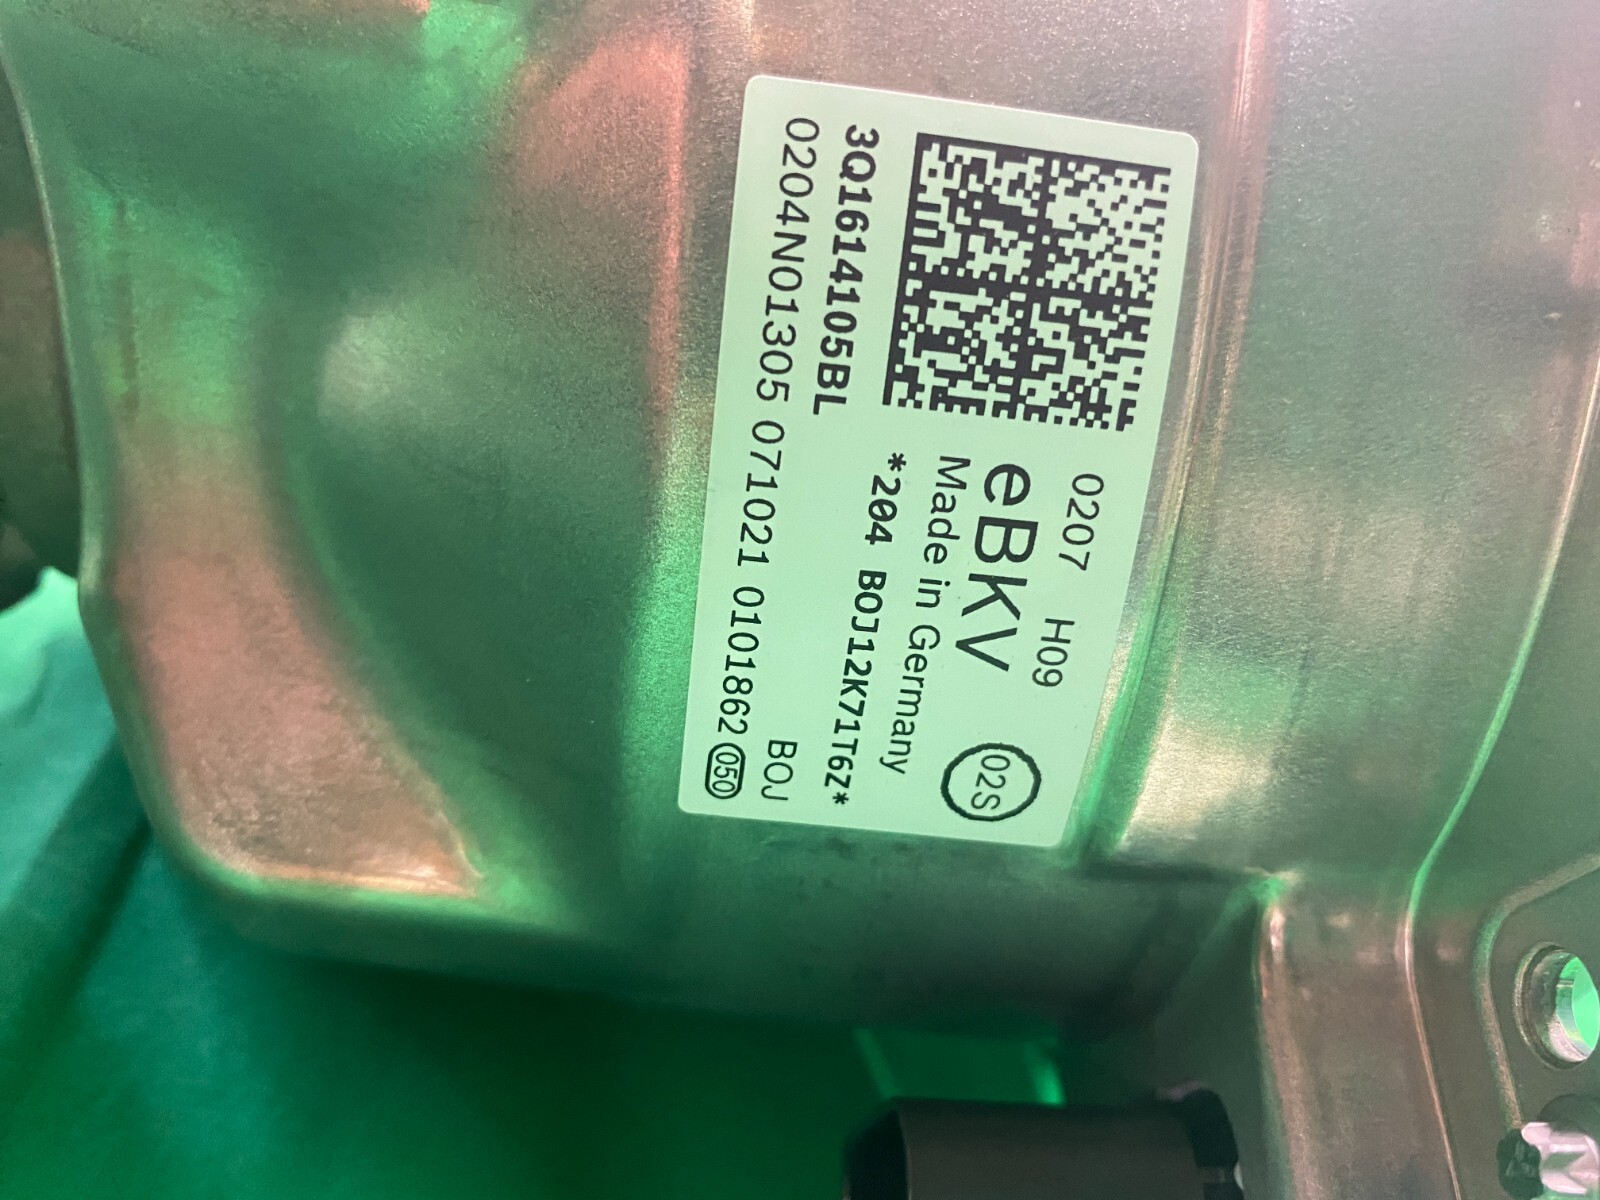 0207 H09
eBKV 02S
Made in Germany
*204 BOJ12K71T6Z*
3Q1614105BL BOJ
0204N01305 071021 0101862 050